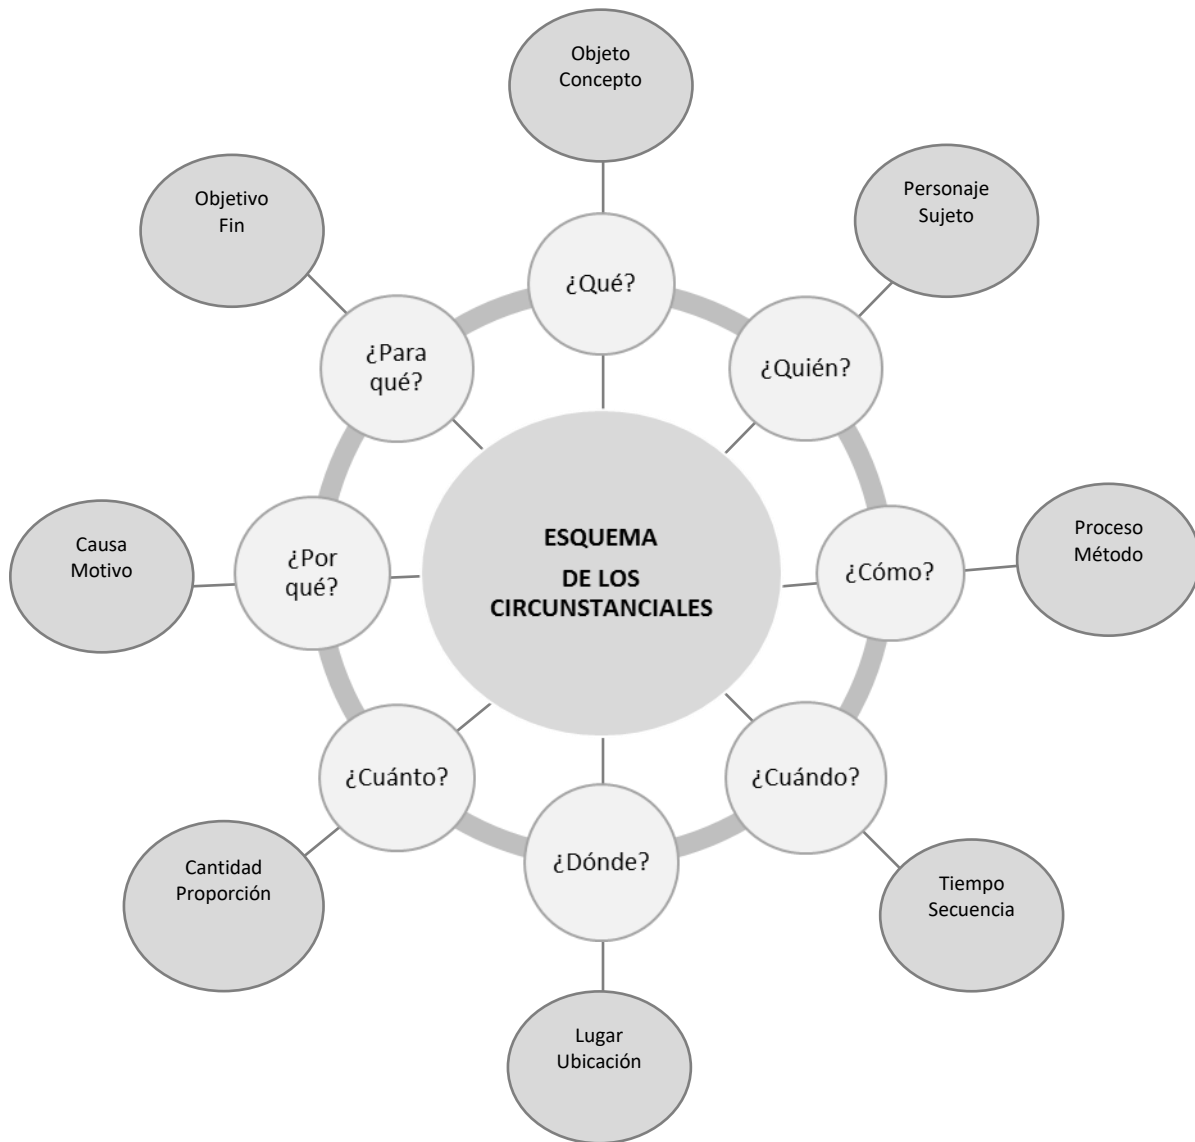 Objeto
Concepto
Personaje
Sujeto
Objetivo
Fin
¿Qué?
¿Quién?
¿Para
qué?
ESQUEMA
DE LOS
CIRCUNSTANCIALES
¿Cómo?
Proceso
Método
¿Por
qué?
Causa
Motivo
¿Cuánto?
¿Cuándo?
¿Dónde?
Cantidad
Proporción
Tiempo
Secuencia
Lugar
Ubicación